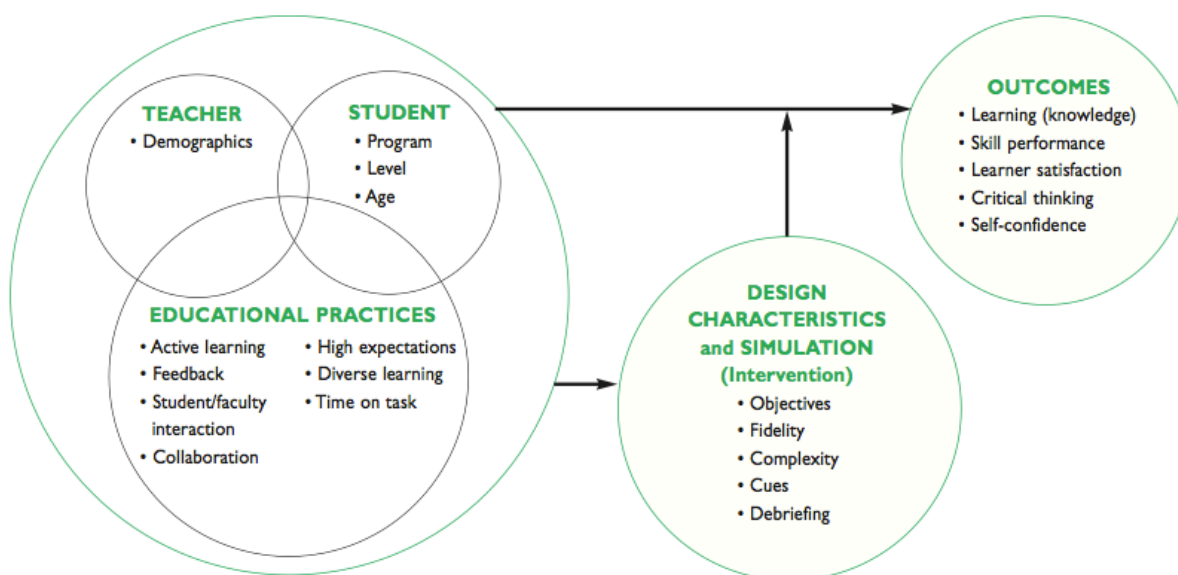 TEACHER
• Demographics
STUDENT
• Program
• Level
• Age
EDUCATIONAL PRACTICES
• Active learning
• Feedback
• Student/faculty
interaction
• Collaboration
• High expectations
• Diverse learning
• Time on task
DESIGN
CHARACTERISTICS
and SIMULATION
(Intervention)
• Objectives
• Fidelity
• Complexity
• Cues
• Debriefing
OUTCOMES
• Learning (knowledge)
• Skill performance
• Learner satisfaction
• Critical thinking
• Self-confidence